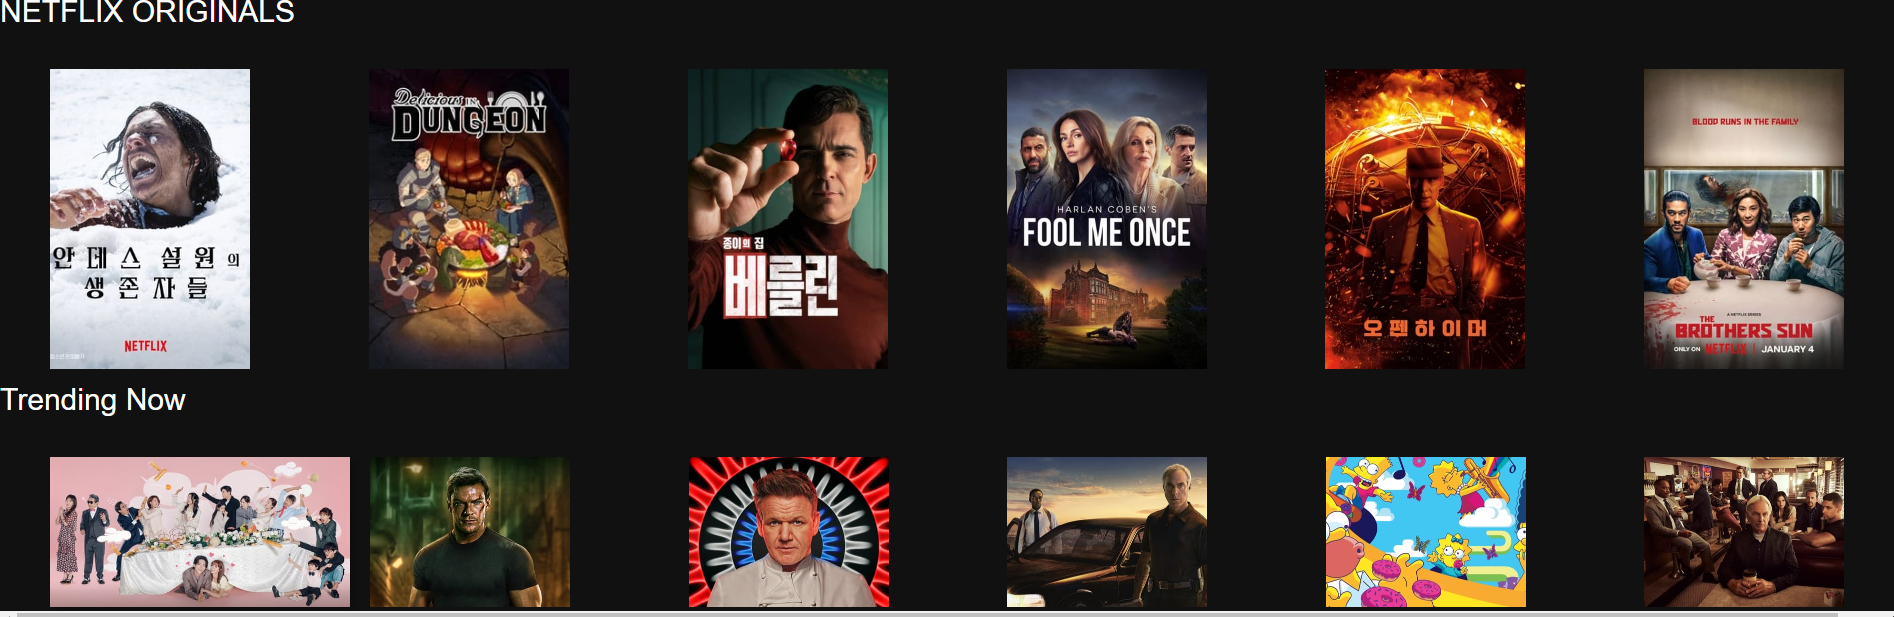 NETFLIX ORIGINALS
안데스 설원의
생존자들
NETFLIX
Delicious IN
DUNGEON
종이의 집
베를린
HARLAN COBEN'S
FOOL ME ONCE
오펜하이머
BLOOD RUNS IN THE FAMILY
A NETFLIX SERIES
THE
BROTHERS SUN
ONLY ON NETFLIX | JANUARY 4
Trending Now